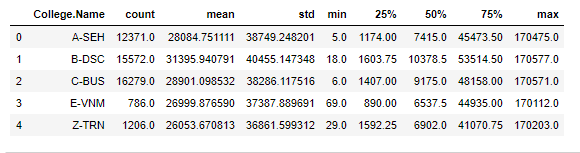 College.Name count mean std min 25% 50% 75% max
0 A-SEH 12371.0 28084.751111 38749.248201 5.0 1174.00 7415.0 45473.50 170475.0
1 B-DSC 15572.0 31395.940791 40455.147348 18.0 1603.75 10378.5 53514.50 170577.0
2 C-BUS 16279.0 28901.098532 38286.117516 6.0 1407.00 9175.0 48158.00 170571.0
3 E-VNM 786.0 26999.876590 37387.889691 69.0 890.00 6537.5 44935.00 170112.0
4 Z-TRN 1206.0 26053.670813 36861.599312 29.0 1592.25 6902.0 41070.75 170203.0